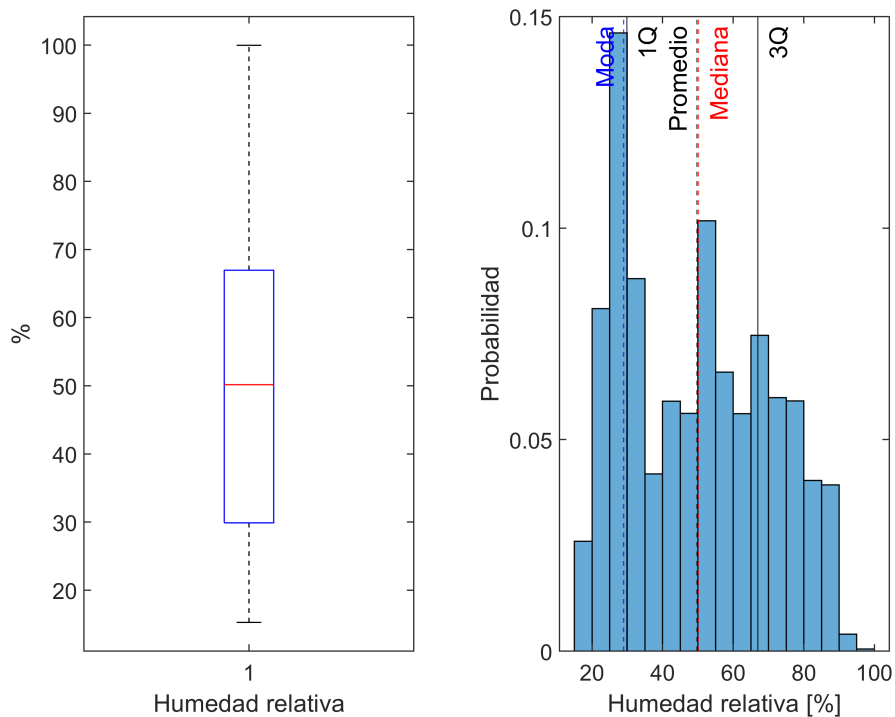 100
90
80
70
60
50
40
30
20
%
1
Humedad relativa
0.15
0.1
0.05
0
Probabilidad
Moda
1Q
Promedio
Mediana
3Q
20 40 60 80 100
Humedad relativa [%]